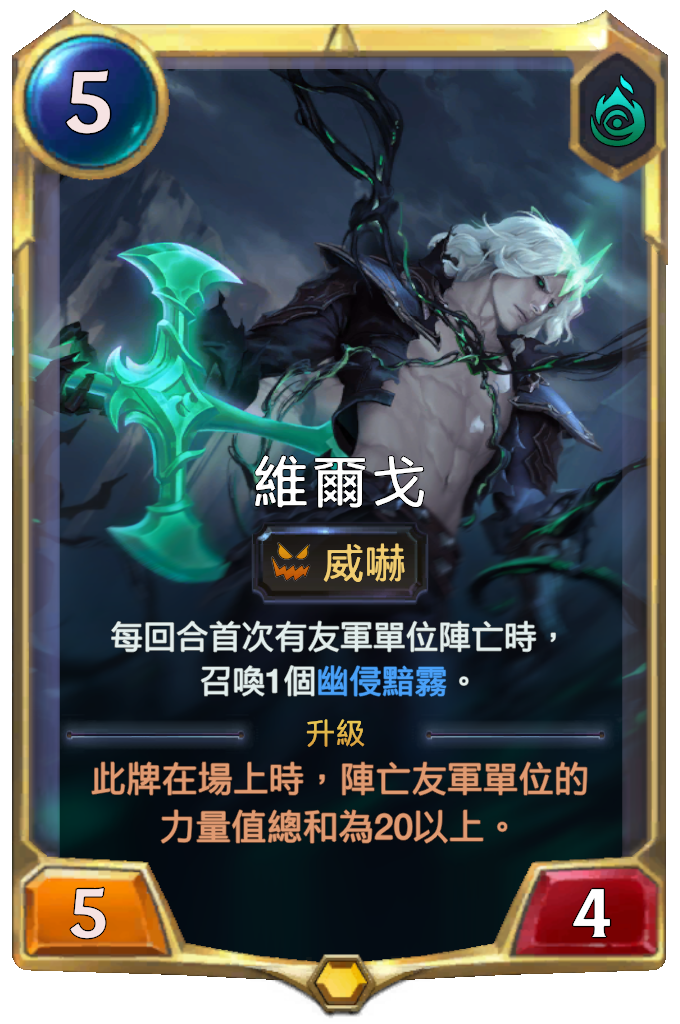 5
維爾戈
威嚇
每回合首次有友軍單位陣亡時，
召喚1個幽侵黯霧。
升級
此牌在場上時，陣亡友軍單位的
力量值總和為20以上。
5
4